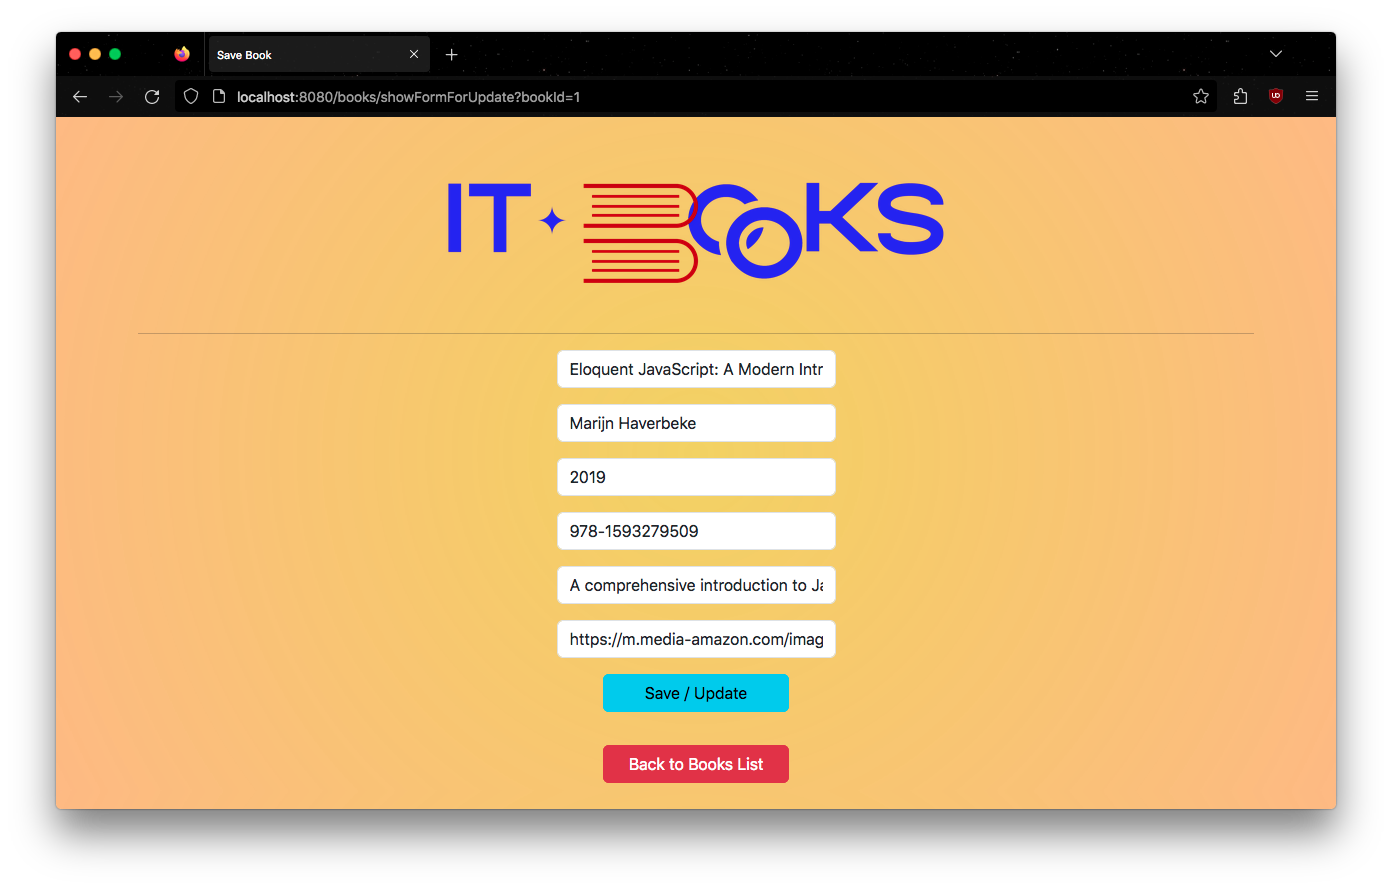 Save Book
localhost:8080/books/showFormForUpdate?bookId=1
IT BOOKS
Eloquent JavaScript: A Modern Intr
Marijn Haverbeke
2019
978-1593279509
A comprehensive introduction to Ja
https://m.media-amazon.com/imag
Save / Update
Back to Books List